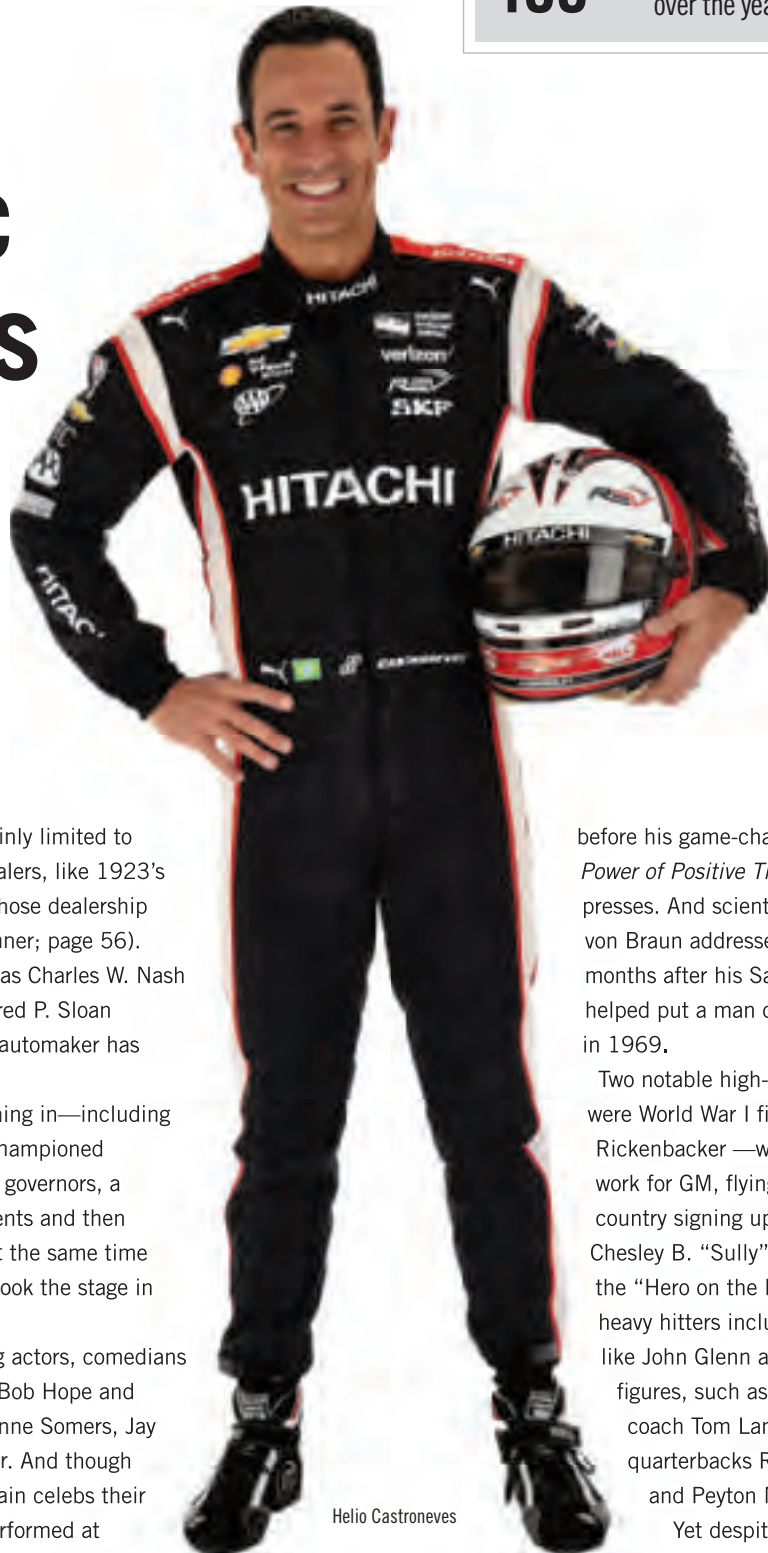 over the yea
HITACHI
verizon
AAA
SKF
HITACHI
HITACHI
HITAC
inly limited to
alers, like 1923's
hose dealership
nner; page 56).
as Charles W. Nash
red P. Sloan
automaker has
ning in—including
hampioned
governors, a
ents and then
t the same time
ook the stage in
g actors, comedians
Bob Hope and
nne Somers, Jay
r. And though
ain celebs their
rformed at
before his game-cha
Power of Positive T
presses. And scient
von Braun addresse
months after his Sa
helped put a man o
in 1969.
Two notable high-
were World War I fi
Rickenbacker —w
work for GM, flying
country signing up
Chesley B. “Sully”
the “Hero on the
heavy hitters inclu
like John Glenn a
figures, such as
coach Tom Lan
quarterbacks R
and Peyton
Yet despit
Helio Castroneves